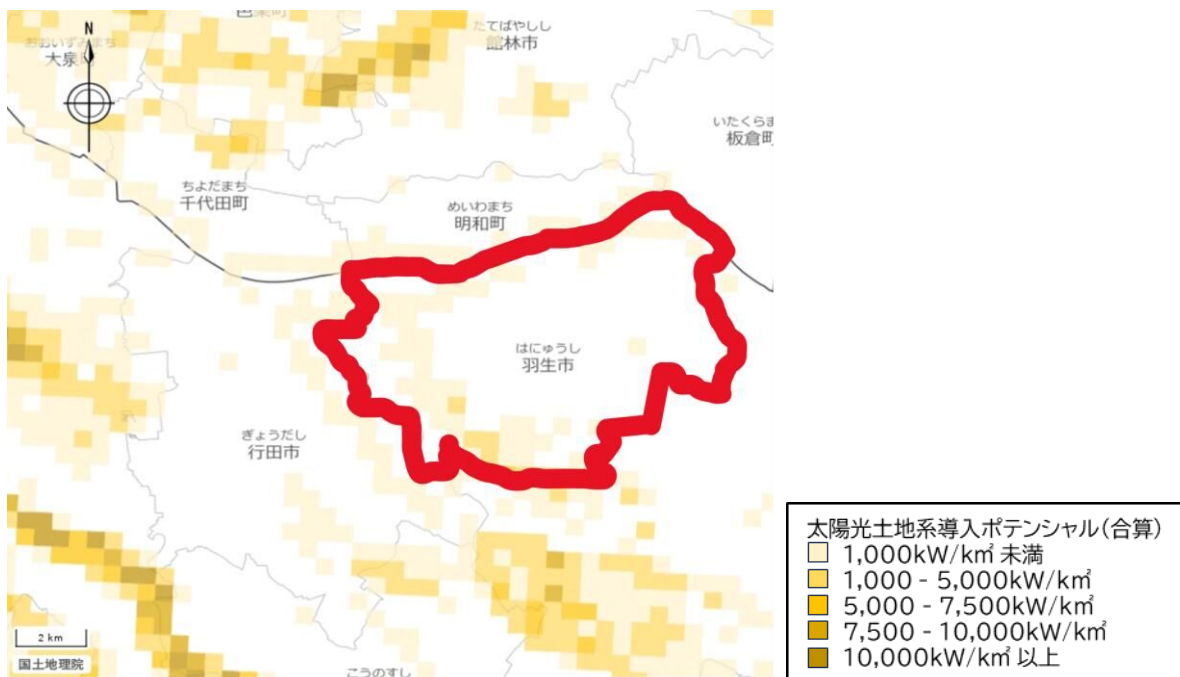 N
たてばやしし
館林市
おおいずみまち
大泉町
いたくらま
板倉町
ちよだまち
千代田町
めいわまち
明和町
はにゅうし
羽生市
ぎょうだし
行田市
2 km
国土地理院
こうのすし
太陽光土地系導入ポテンシャル(合算)
1,000kW/k㎡ 未満
1,000 - 5,000kW/k㎡
5,000 - 7,500kW/k㎡
7,500 - 10,000kW/k㎡
10,000kW/k㎡ 以上